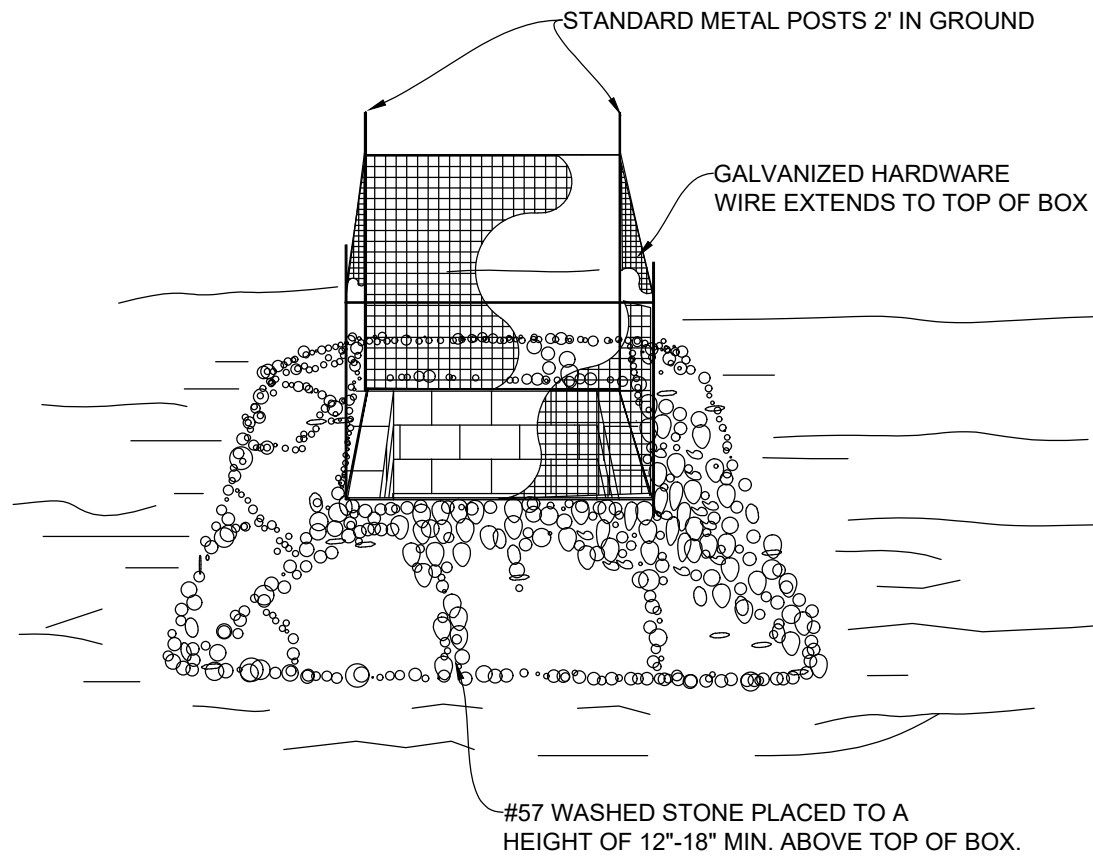 STANDARD METAL POSTS 2' IN GROUND
GALVANIZED HARDWARE
WIRE EXTENDS TO TOP OF BOX
#57 WASHED STONE PLACED TO A
HEIGHT OF 12"-18" MIN. ABOVE TOP OF BOX.